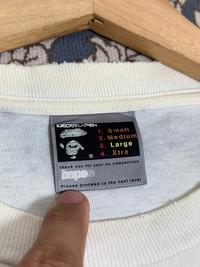 1. Small
2. Medium
3. Large
4. Xtra
thank you for your no competition
bape®
Please proceed to the next level